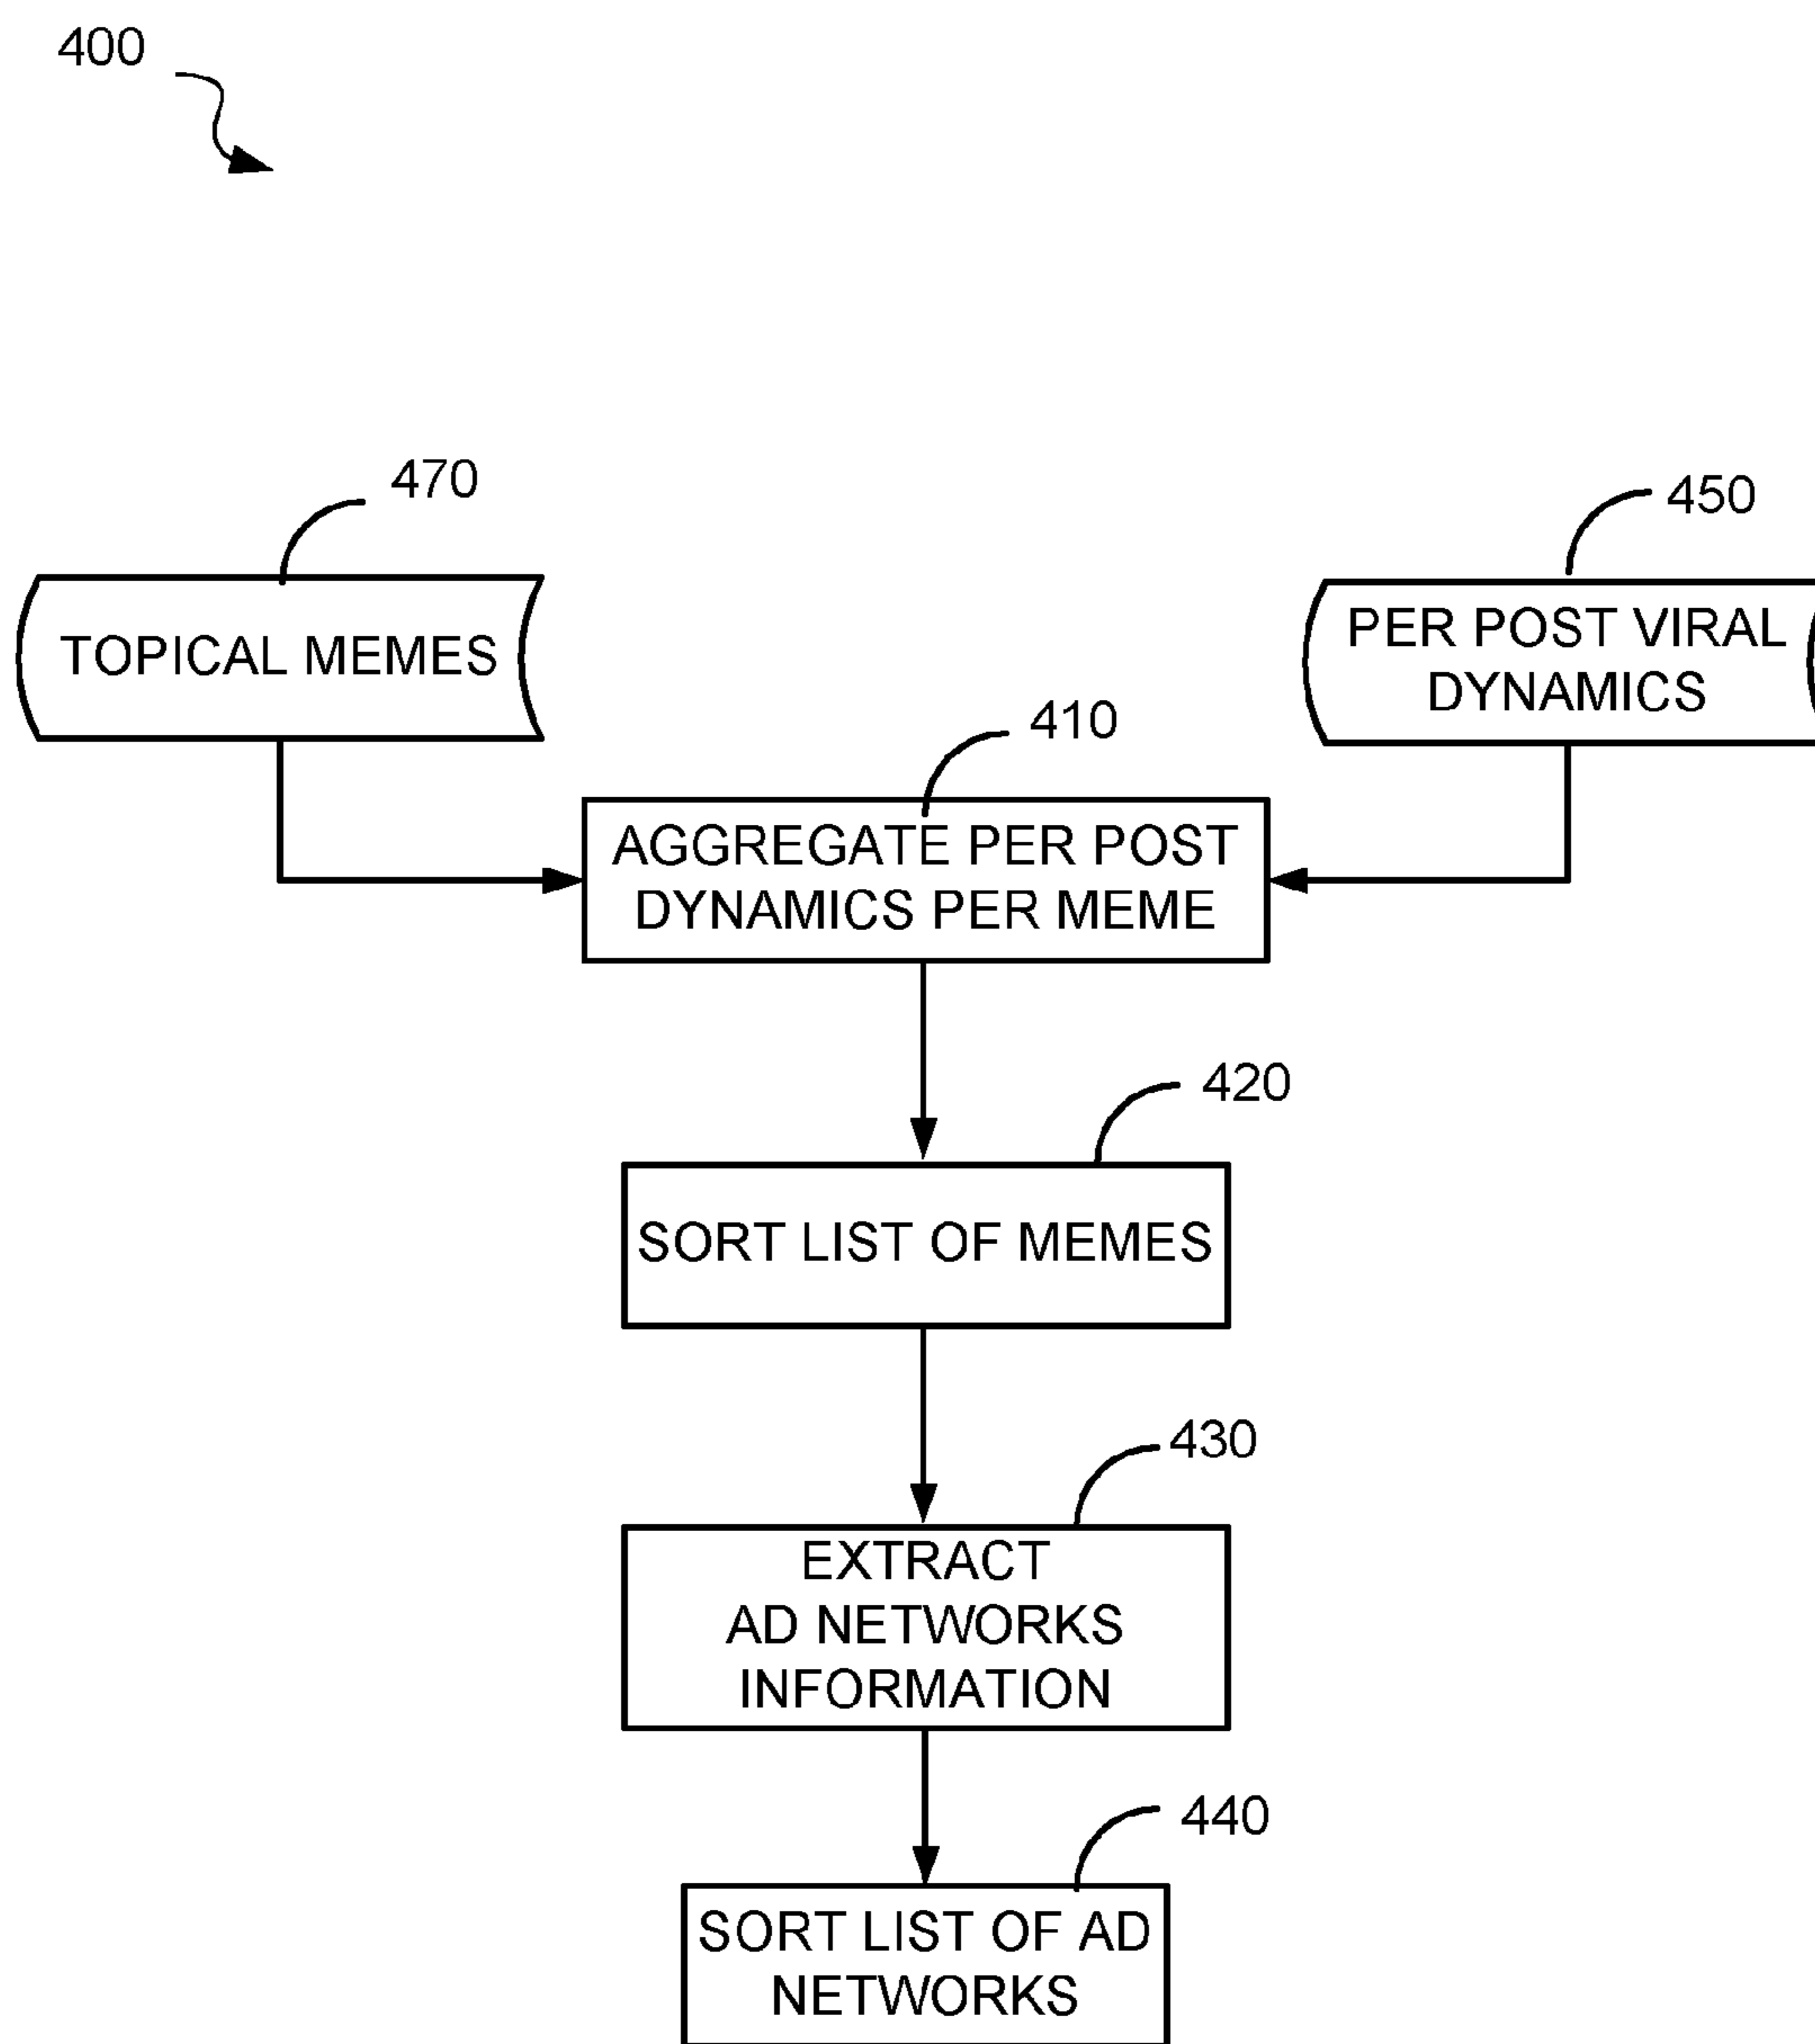 400
470
450
TOPICAL MEMES
PER POST VIRAL
DYNAMICS
410
AGGREGATE PER POST
DYNAMICS PER MEME
420
SORT LIST OF MEMES
430
EXTRACT
AD NETWORKS
INFORMATION
440
SORT LIST OF AD
NETWORKS